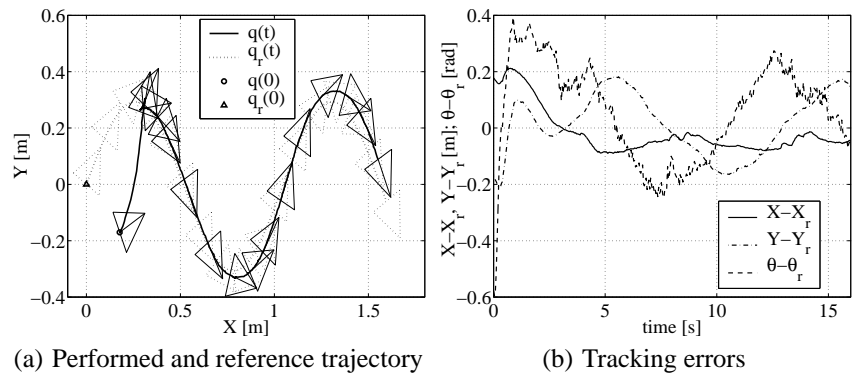 0.6
0.4
0.2
0
−0.2
−0.4
Y [m]
0
0.5
1
1.5
X [m]
q(t)
q_r(t)
q(0)
q_r(0)
(a) Performed and reference trajectory
0.4
0.2
0
−0.2
−0.4
−0.6
X−X_r, Y−Y_r [m]; θ−θ_r [rad]
0
5
10
15
time [s]
X−X_r
Y−Y_r
θ−θ_r
(b) Tracking errors